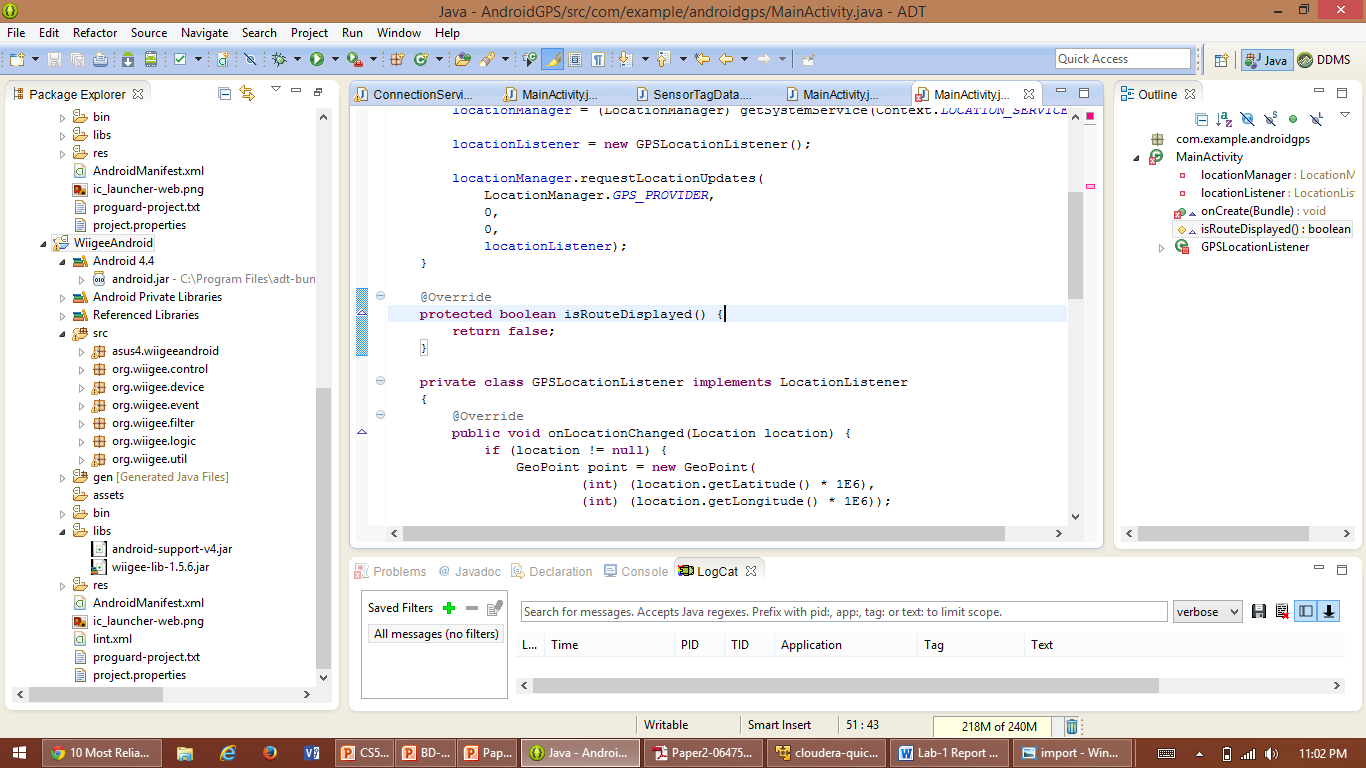 Java - AndroidGPS/src/com/example/androidgps/MainActivity.java - ADT
File Edit Refactor Source Navigate Search Project Run Window Help
Quick Access
Java
DDMS
Package Explorer
bin
libs
res
AndroidManifest.xml
ic_launcher-web.png
proguard-project.txt
project.properties
WiigeeAndroid
Android 4.4
android.jar - C:\Program Files\adt-bun
Android Private Libraries
Referenced Libraries
src
asus4.wiigeeandroid
org.wiigee.control
org.wiigee.device
org.wiigee.event
org.wiigee.filter
org.wiigee.logic
org.wiigee.util
gen [Generated Java Files]
assets
bin
libs
android-support-v4.jar
wiigee-lib-1.5.6.jar
res
AndroidManifest.xml
ic_launcher-web.png
lint.xml
proguard-project.txt
project.properties
ConnectionServi... MainActivity.j... SensorTagData.... MainActivity.j... MainActivity.j...
locationManager = (LocationManager) getSystemService(Context.LOCATION_SERVICE
locationListener = new GPSLocationListener();
locationManager.requestLocationUpdates(
LocationManager.GPS_PROVIDER,
0,
0,
locationListener);
}
@Override
protected boolean isRouteDisplayed() {
return false;
}
private class GPSLocationListener implements LocationListener
{
@Override
public void onLocationChanged(Location location) {
if (location != null) {
GeoPoint point = new GeoPoint(
(int) (location.getLatitude() * 1E6),
(int) (location.getLongitude() * 1E6));
Outline
com.example.androidgps
MainActivity
locationManager : LocationM
locationListener : LocationList
onCreate(Bundle) : void
isRouteDisplayed() : boolean
GPSLocationListener
Problems @ Javadoc Declaration Console LogCat
Saved Filters
All messages (no filters)
Search for messages. Accepts Java regexes. Prefix with pid:, app:, tag: or text: to limit scope.
verbose
L... Time PID TID Application Tag Text
Writable Smart Insert 51 : 43 218M of 240M
10 Most Relia... CS5... BD-... Pap... Java - Androi... Paper2-06475... cloudera-quic... Lab-1 Report ... import - Win... 11:02 PM